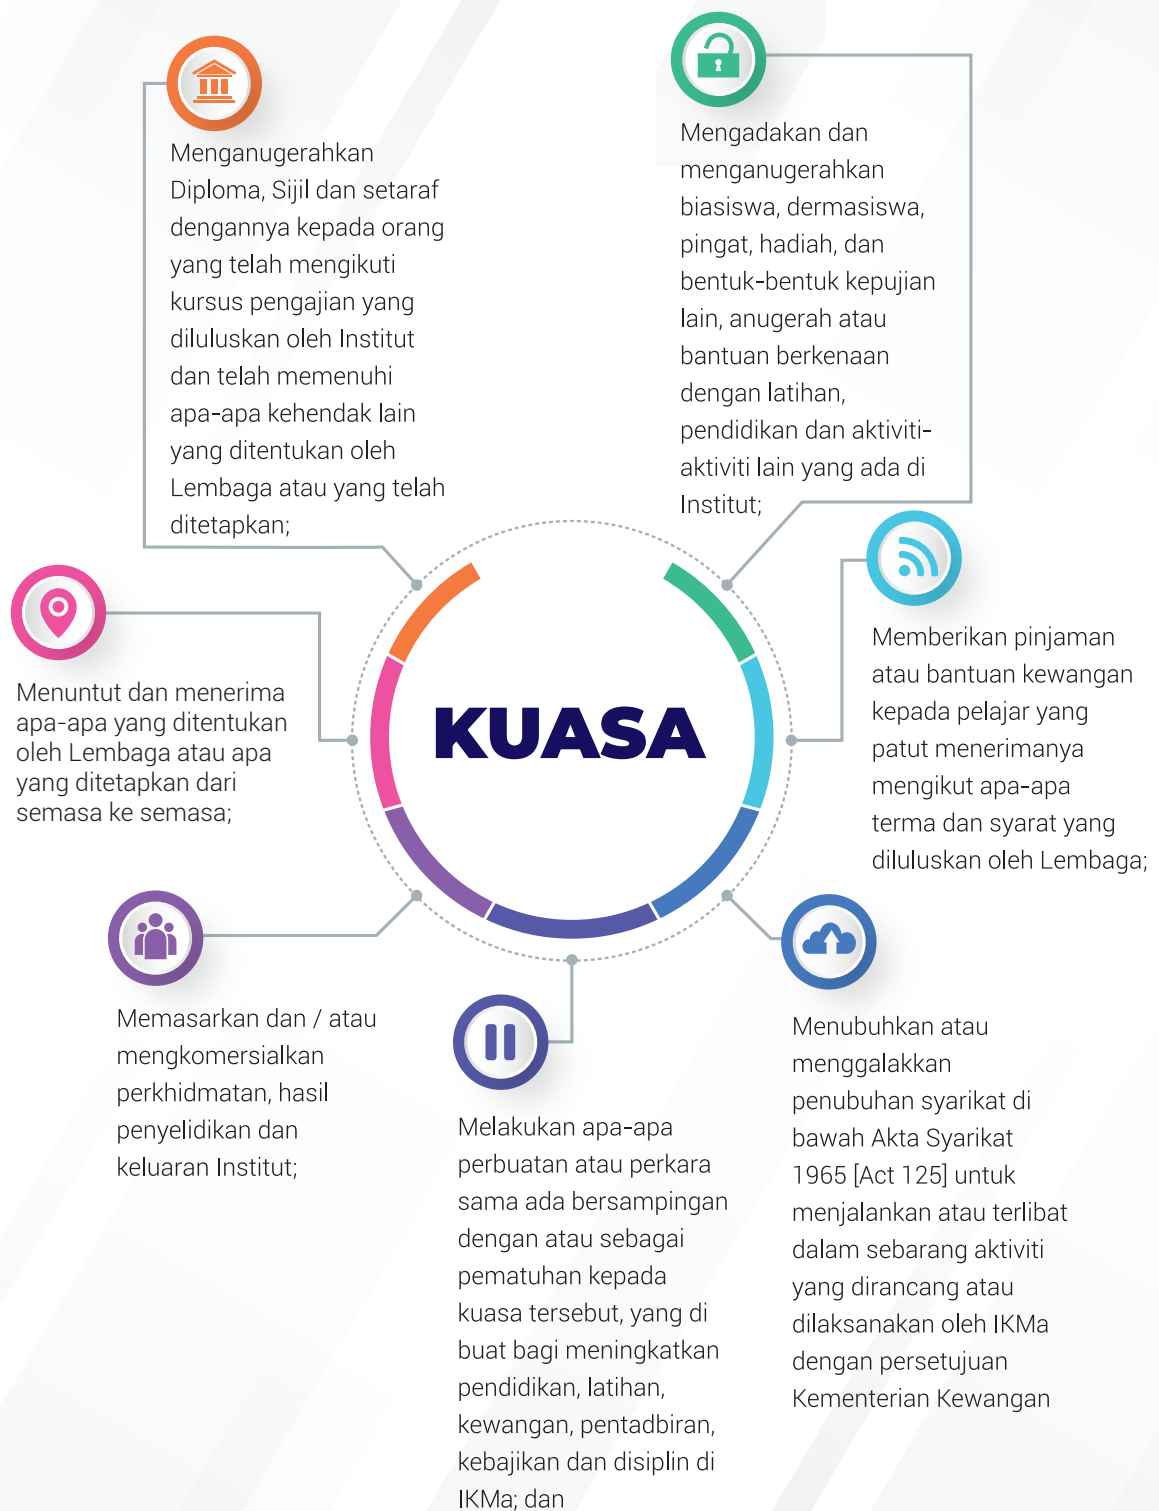 Menganugerahkan
Diploma, Sijil dan setaraf
dengannya kepada orang
yang telah mengikuti
kursus pengajian yang
diluluskan oleh Institut
dan telah memenuhi
apa-apa kehendak lain
yang ditentukan oleh
Lembaga atau yang telah
ditetapkan;
Mengadakan dan
menganugerahkan
biasiswa, dermasiswa,
pingat, hadiah, dan
bentuk-bentuk kepujian
lain, anugerah atau
bantuan berkenaan
dengan latihan,
pendidikan dan aktiviti-
aktiviti lain yang ada di
Institut;
Menuntut dan menerima
apa-apa yang ditentukan
oleh Lembaga atau apa
yang ditetapkan dari
semasa ke semasa;
KUASA
Memberikan pinjaman
atau bantuan kewangan
kepada pelajar yang
patut menerimanya
mengikut apa-apa
terma dan syarat yang
diluluskan oleh Lembaga;
Memasarkan dan / atau
mengkomersialkan
perkhidmatan, hasil
penyelidikan dan
keluaran Institut;
Melakukan apa-apa
perbuatan atau perkara
sama ada bersampingan
dengan atau sebagai
pematuhan kepada
kuasa tersebut, yang di
buat bagi meningkatkan
pendidikan, latihan,
kewangan, pentadbiran,
kebajikan dan disiplin di
IKMa; dan
Menubuhkan atau
menggalakkan
penubuhan syarikat di
bawah Akta Syarikat
1965 [Act 125] untuk
menjalankan atau terlibat
dalam sebarang aktiviti
yang dirancang atau
dilaksanakan oleh IKMa
dengan persetujuan
Kementerian Kewangan